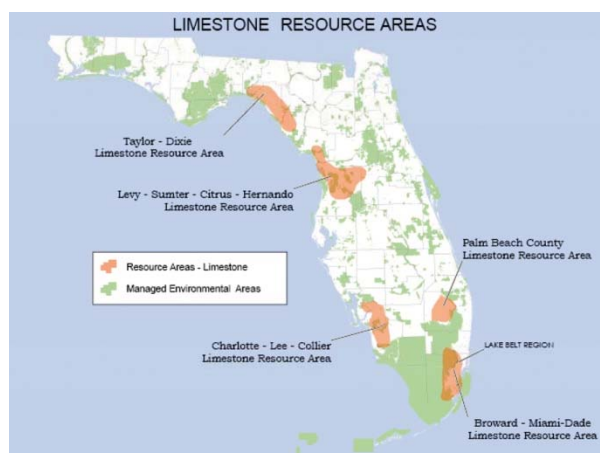 LIMESTONE RESOURCE AREAS
Taylor - Dixie
Limestone Resource Area
Levy - Sumter - Citrus - Hernando
Limestone Resource Area
Palm Beach County
Limestone Resource Area
Resource Areas - Limestone
Managed Environmental Areas
Charlotte - Lee - Collier
Limestone Resource Area
LAKE BELT REGION
Broward - Miami-Dade
Limestone Resource Area